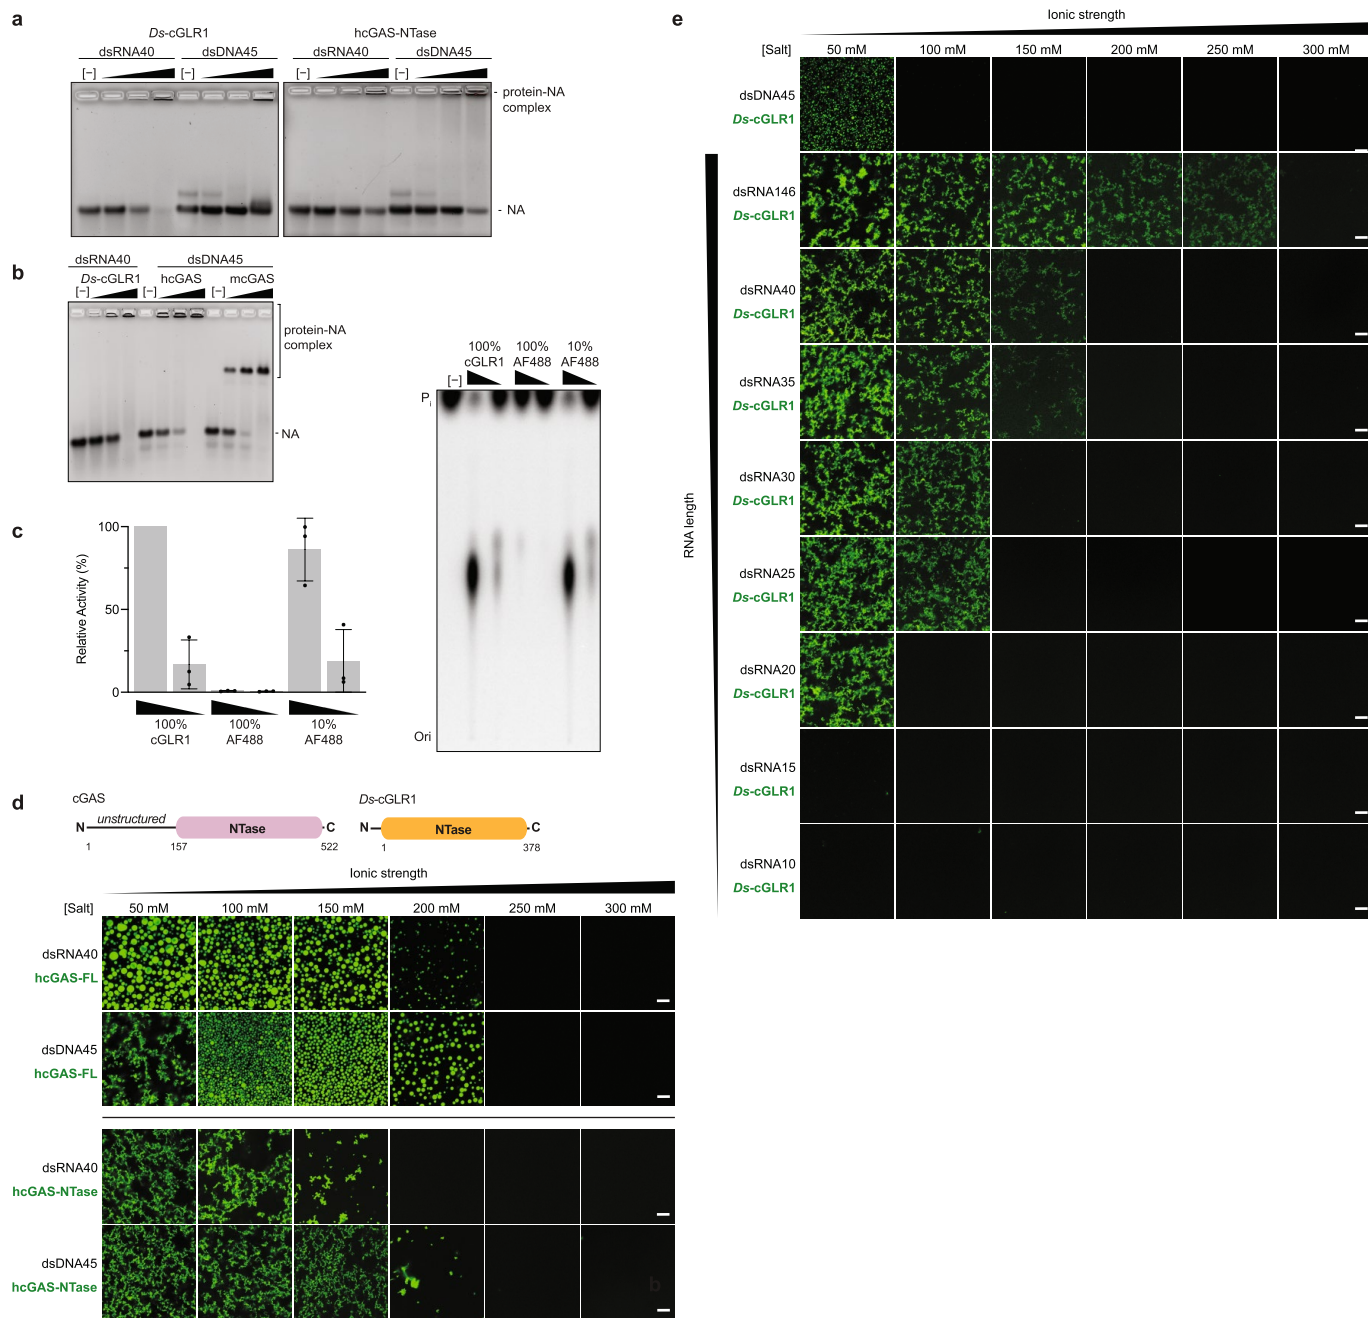 a
Ds-cGLR1
hcGAS-NTase
dsRNA40 dsDNA45 dsRNA40 dsDNA45
[−] [−] [−] [−]
- protein-NA
complex
- NA
b
dsRNA40 dsDNA45
Ds-cGLR1 hcGAS mcGAS
[−] [−] [−]
protein-NA
complex
- NA
c
Relative Activity (%)
100
50
0
100%
cGLR1
100%
AF488
10%
AF488
100%
cGLR1
100%
AF488
10%
AF488
[−]
Pi
Ori
d
cGAS
N unstructured NTase C
1 157 522
Ds-cGLR1
N NTase C
1 378
Ionic strength
[Salt] 50 mM 100 mM 150 mM 200 mM 250 mM 300 mM
dsRNA40
hcGAS-FL
dsDNA45
hcGAS-FL
dsRNA40
hcGAS-NTase
dsDNA45
hcGAS-NTase
b
e
Ionic strength
[Salt] 50 mM 100 mM 150 mM 200 mM 250 mM 300 mM
RNA length
dsDNA45
Ds-cGLR1
dsRNA146
Ds-cGLR1
dsRNA40
Ds-cGLR1
dsRNA35
Ds-cGLR1
dsRNA30
Ds-cGLR1
dsRNA25
Ds-cGLR1
dsRNA20
Ds-cGLR1
dsRNA15
Ds-cGLR1
dsRNA10
Ds-cGLR1